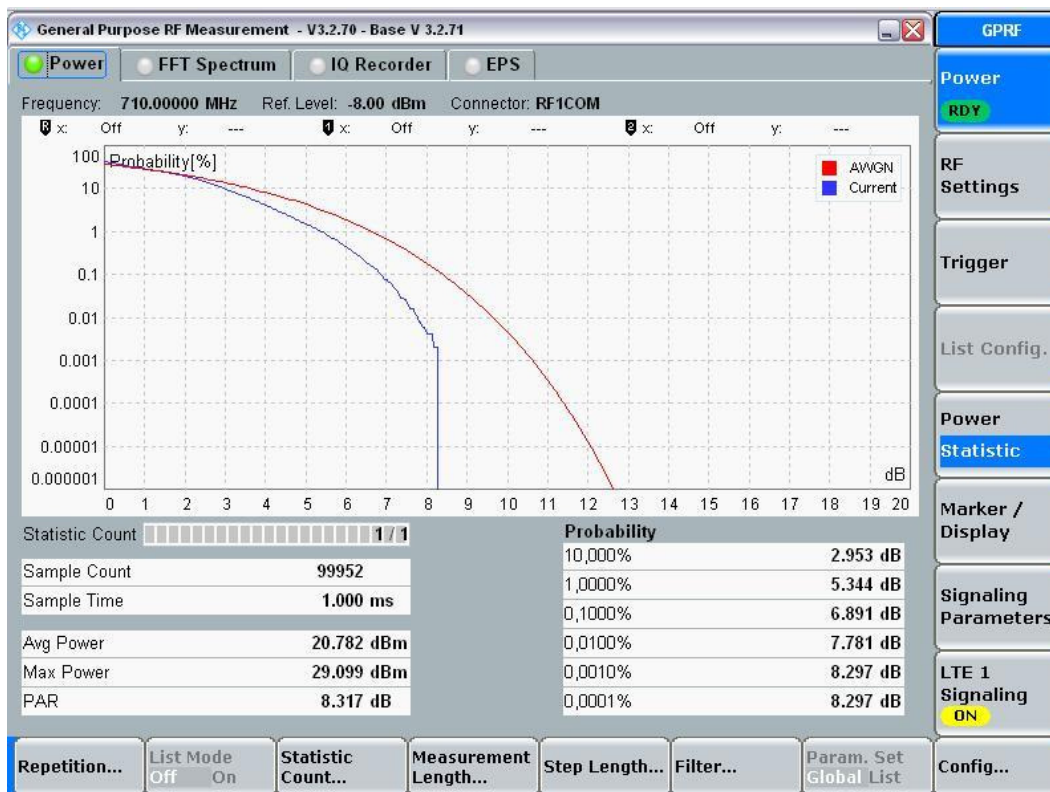 General Purpose RF Measurement - V3.2.70 - Base V 3.2.71
GPRF
Power
FFT Spectrum
IQ Recorder
EPS
Frequency: 710.00000 MHz Ref. Level: -8.00 dBm Connector: RF1COM
R x: Off y: --- 1 x: Off y: --- 2 x: Off y: ---
Probability[%]
100
10
1
0.1
0.01
0.001
0.0001
0.00001
0.000001
AWGN
Current
dB
0 1 2 3 4 5 6 7 8 9 10 11 12 13 14 15 16 17 18 19 20
Statistic Count 1 / 1
Sample Count 99952
Sample Time 1.000 ms
Avg Power 20.782 dBm
Max Power 29.099 dBm
PAR 8.317 dB
Probability
10,000% 2.953 dB
1,0000% 5.344 dB
0,1000% 6.891 dB
0,0100% 7.781 dB
0,0010% 8.297 dB
0,0001% 8.297 dB
Power
RDY
RF
Settings
Trigger
List Config.
Power
Statistic
Marker /
Display
Signaling
Parameters
LTE 1
Signaling
ON
Repetition...
List Mode
Off On
Statistic
Count...
Measurement
Length...
Step Length...
Filter...
Param. Set
Global List
Config...